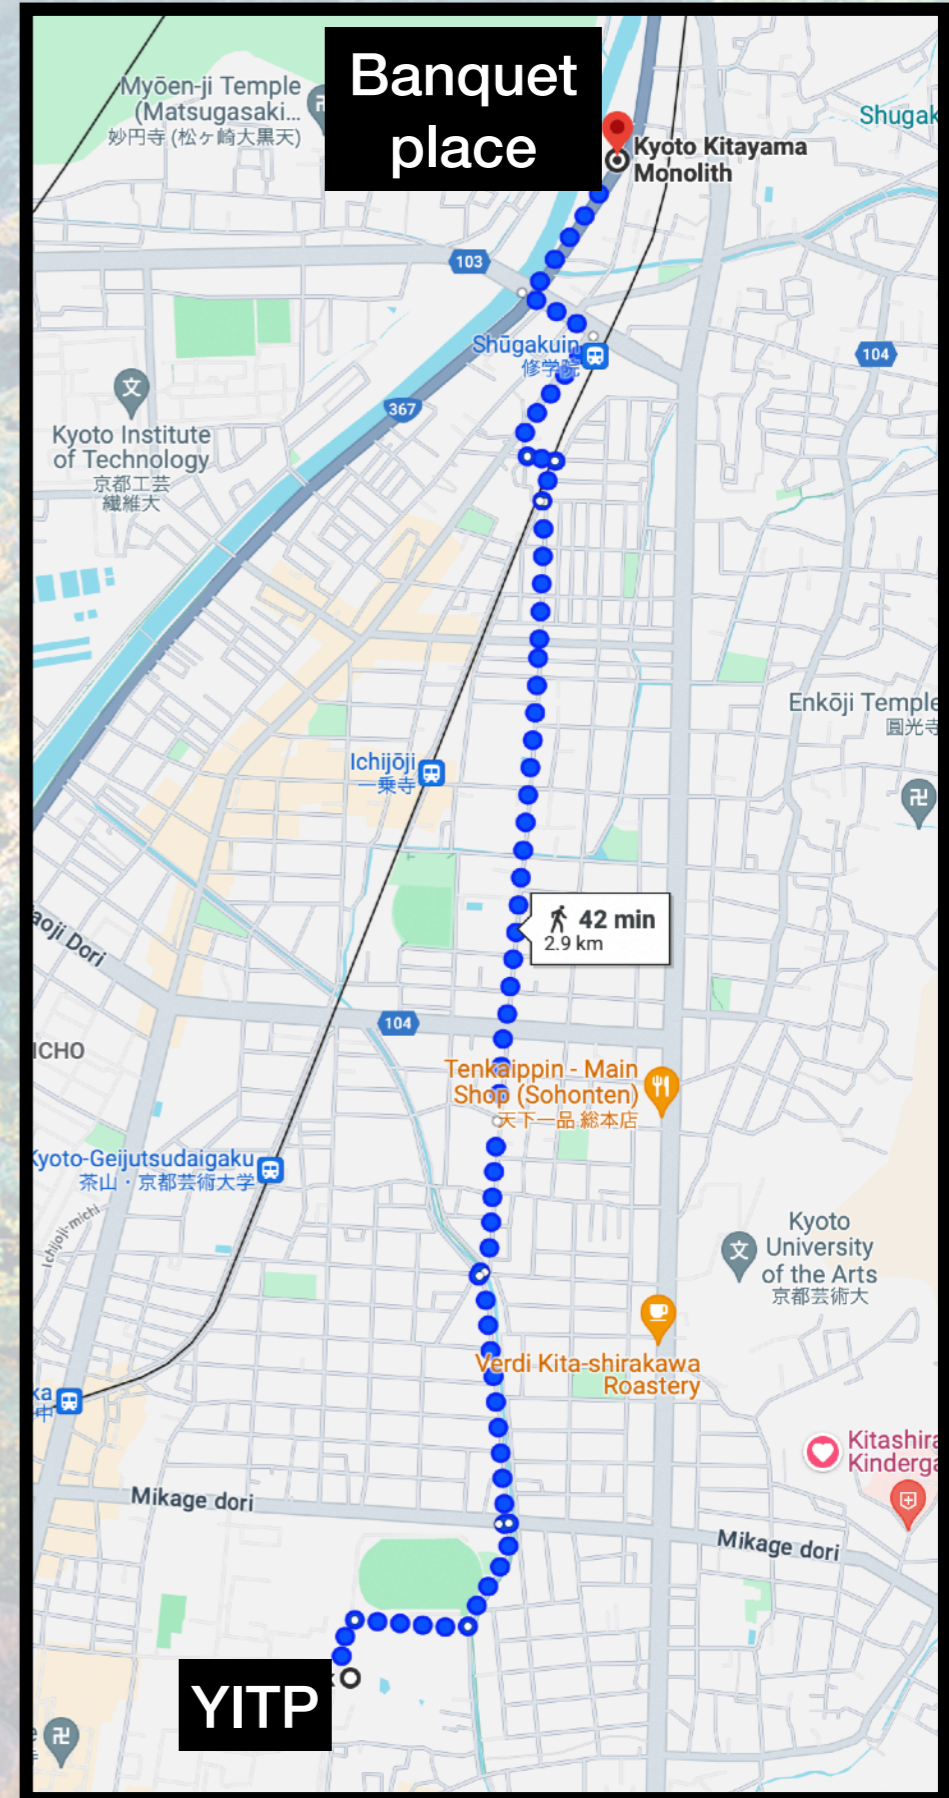 Banquet
place
Myōen-ji Temple
(Matsugasaki...
妙円寺 (松ヶ崎大黒天)
Shugak
Kyoto Kitayama
Monolith
103
Shūgakuin
修学院
104
367
Kyoto Institute
of Technology
京都工芸
繊維大
Enkōji Temple
圓光寺
Ichijōji
一乗寺
42 min
2.9 km
aoji Dori
ICHO
104
Tenkaippin - Main
Shop (Sohonten)
天下一品 総本店
Kyoto-Geijutsudaigaku
茶山・京都芸術大学
Ichijoji-michi
Kyoto
University
of the Arts
京都芸術大
Verdi Kita-shirakawa
Roastery
ka
中
Kitashira
Kinderga
Mikage dori
Mikage dori
YITP